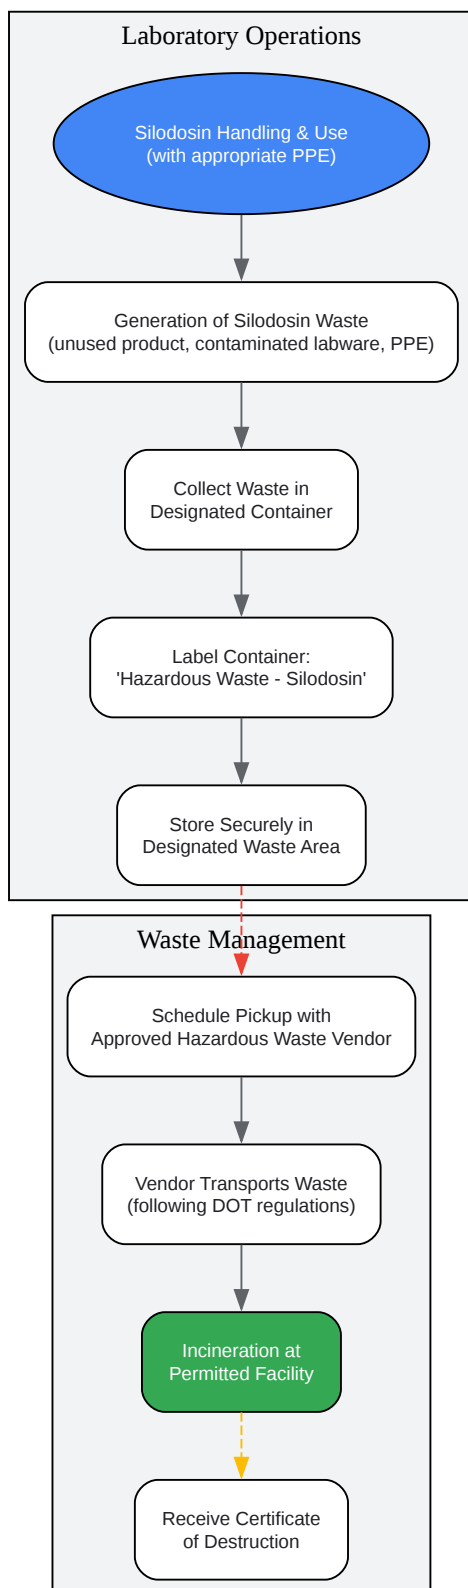 Laboratory Operations
Silodosin Handling & Use
(with appropriate PPE)
Generation of Silodosin Waste
(unused product, contaminated labware, PPE)
Collect Waste in
Designated Container
Label Container:
'Hazardous Waste - Silodosin'
Store Securely in
Designated Waste Area
Waste Management
Schedule Pickup with
Approved Hazardous Waste Vendor
Vendor Transports Waste
(following DOT regulations)
Incineration at
Permitted Facility
Receive Certificate
of Destruction